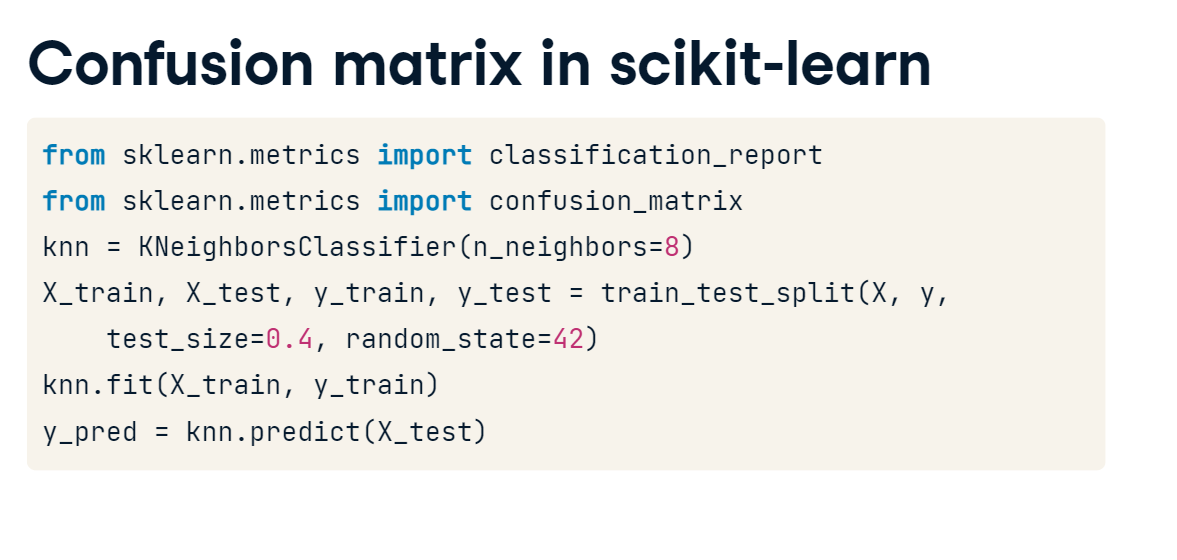 Confusion matrix in scikit-learn
from sklearn.metrics import classification_report
from sklearn.metrics import confusion_matrix
knn = KNeighborsClassifier(n_neighbors=8)
X_train, X_test, y_train, y_test = train_test_split(X, y,
    test_size=0.4, random_state=42)
knn.fit(X_train, y_train)
y_pred = knn.predict(X_test)